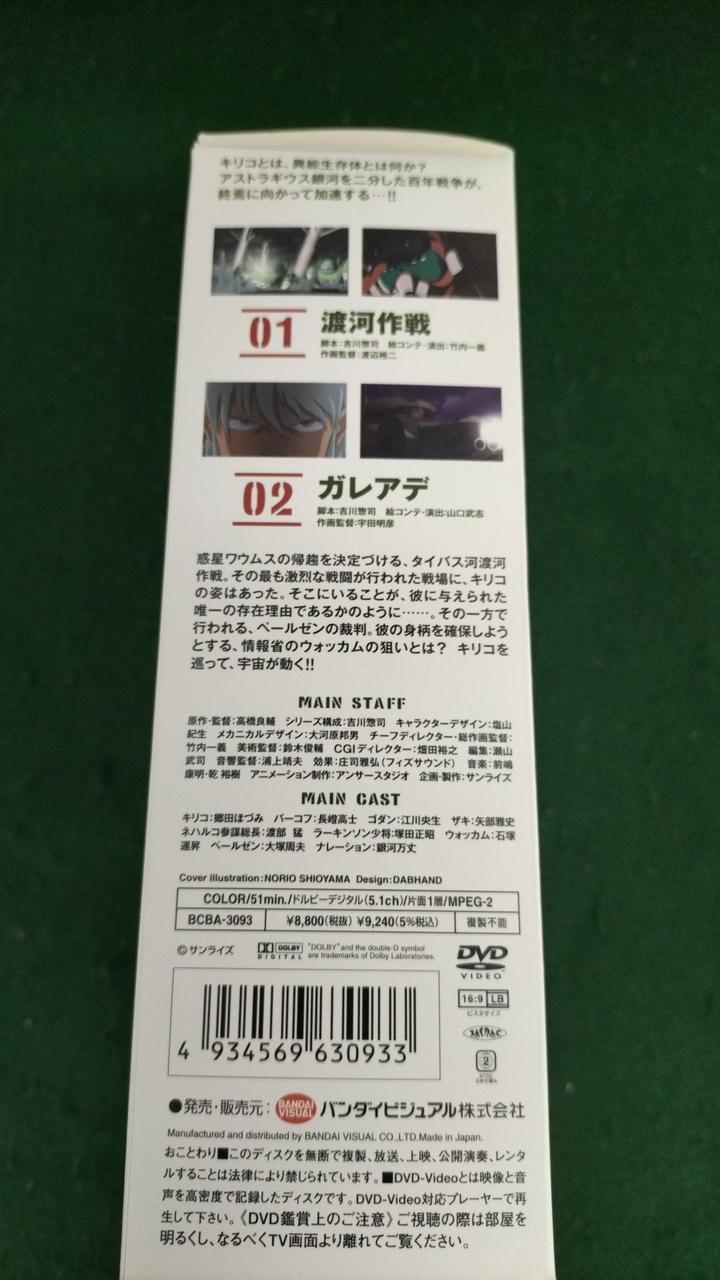 キリコとは、異能生存体とは何か?
アストラギウス銀河を二分した百年戦争が、
終焉に向かって加速する…!!
01
渡河作戦
脚本:吉川惣司 絵コンテ・演出:竹内一義
作画監督:渡辺裕二
02
ガレアデ
脚本:吉川惣司 絵コンテ・演出:山口武志
作画監督:宇田明彦
惑星ワウムスの帰趨を決定づける、タイバス河渡河
作戦。その最も激烈な戦闘が行われた戦場に、キリコ
の姿はあった。そこにいることが、彼に与えられた
唯一の存在理由であるかのように……。その一方で
行われる、ペールゼンの裁判。彼の身柄を確保しよう
とする、情報省のウォッカムの狙いとは? キリコを
巡って、宇宙が動く!!
MAIN STAFF
原作・監督:高橋良輔 シリーズ構成:吉川惣司 キャラクターデザイン:塩山
紀生 メカニカルデザイン:大河原邦男 チーフディレクター・総作画監督:
竹内一義 美術監督:鈴木俊輔 CGIディレクター:畑田裕之 編集:瀬山
武司 音響監督:浦上靖夫 効果:庄司雅弘(フィズサウンド) 音楽:前嶋
康明・乾 裕樹 アニメーション制作:アンサースタジオ 企画・製作:サンライズ
MAIN CAST
キリコ:郷田ほづみ バーコフ:長嶝高士 ゴダン:江川央生 ザキ:矢部雅史
ネハルコ参謀総長:渡部 猛 ラーキンソン少将:塚田正昭 ウォッカム:石塚
運昇 ペールゼン:大塚周夫 ナレーション:銀河万丈
Cover illustration:NORIO SHIOYAMA Design:DABHAND
COLOR/51min./ドルビーデジタル(5.1ch)/片面1層/MPEG-2
BCBA-3093 ¥8,800(税抜) ¥9,240(5%税込) 複製不能
©サンライズ
DOLBY DIGITAL
"DOLBY" and the double-D symbol
are trademarks of Dolby Laboratories.
DVD VIDEO
16:9 LB
ビスタサイズ
2
NTSC
4 934569 630933
●発売・販売元:BANDAI VISUAL バンダイビジュアル株式会社
Manufactured and distributed by BANDAI VISUAL CO.,LTD.Made in Japan.
おことわり■このディスクを無断で複製、放送、上映、公開演奏、レンタ
ルすることは法律により禁じられています。■DVD-Videoとは映像と音
声を高密度で記録したディスクです。DVD-Video対応プレーヤーで再
生して下さい。《DVD鑑賞上のご注意》ご視聴の際は部屋を
明るくし、なるべくTV画面より離れてご覧ください。